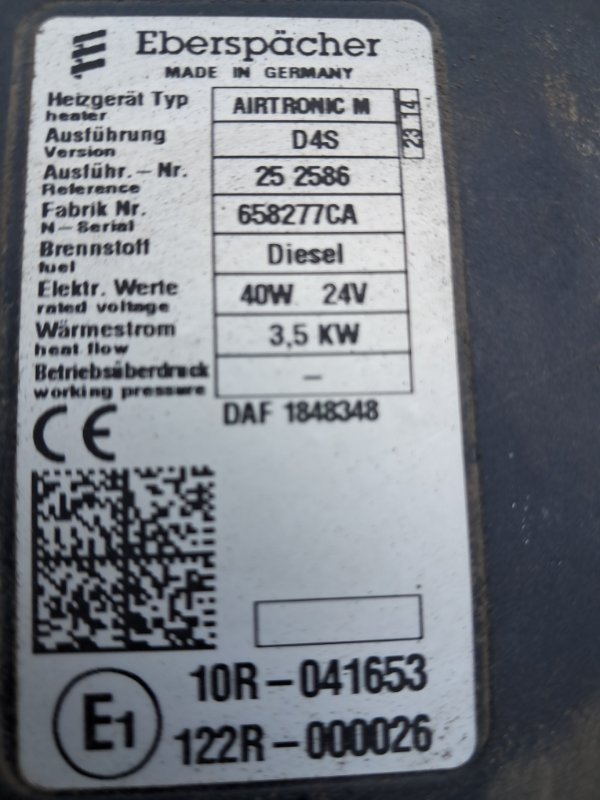 Eberspächer
MADE IN GERMANY
Heizgerät Typ AIRTRONIC M 23 14
heater
Ausführung D4S
Version
Ausführ.-Nr. 25 2586
Reference
Fabrik Nr. 658277CA
N-Serial
Brennstoff Diesel
fuel
Elektr. Werte 40W 24V
rated voltage
Wärmestrom 3,5 KW
heat flow
Betriebsüberdruck -
working pressure
DAF 1848348
CE
10R-041653
E1
122R-000026